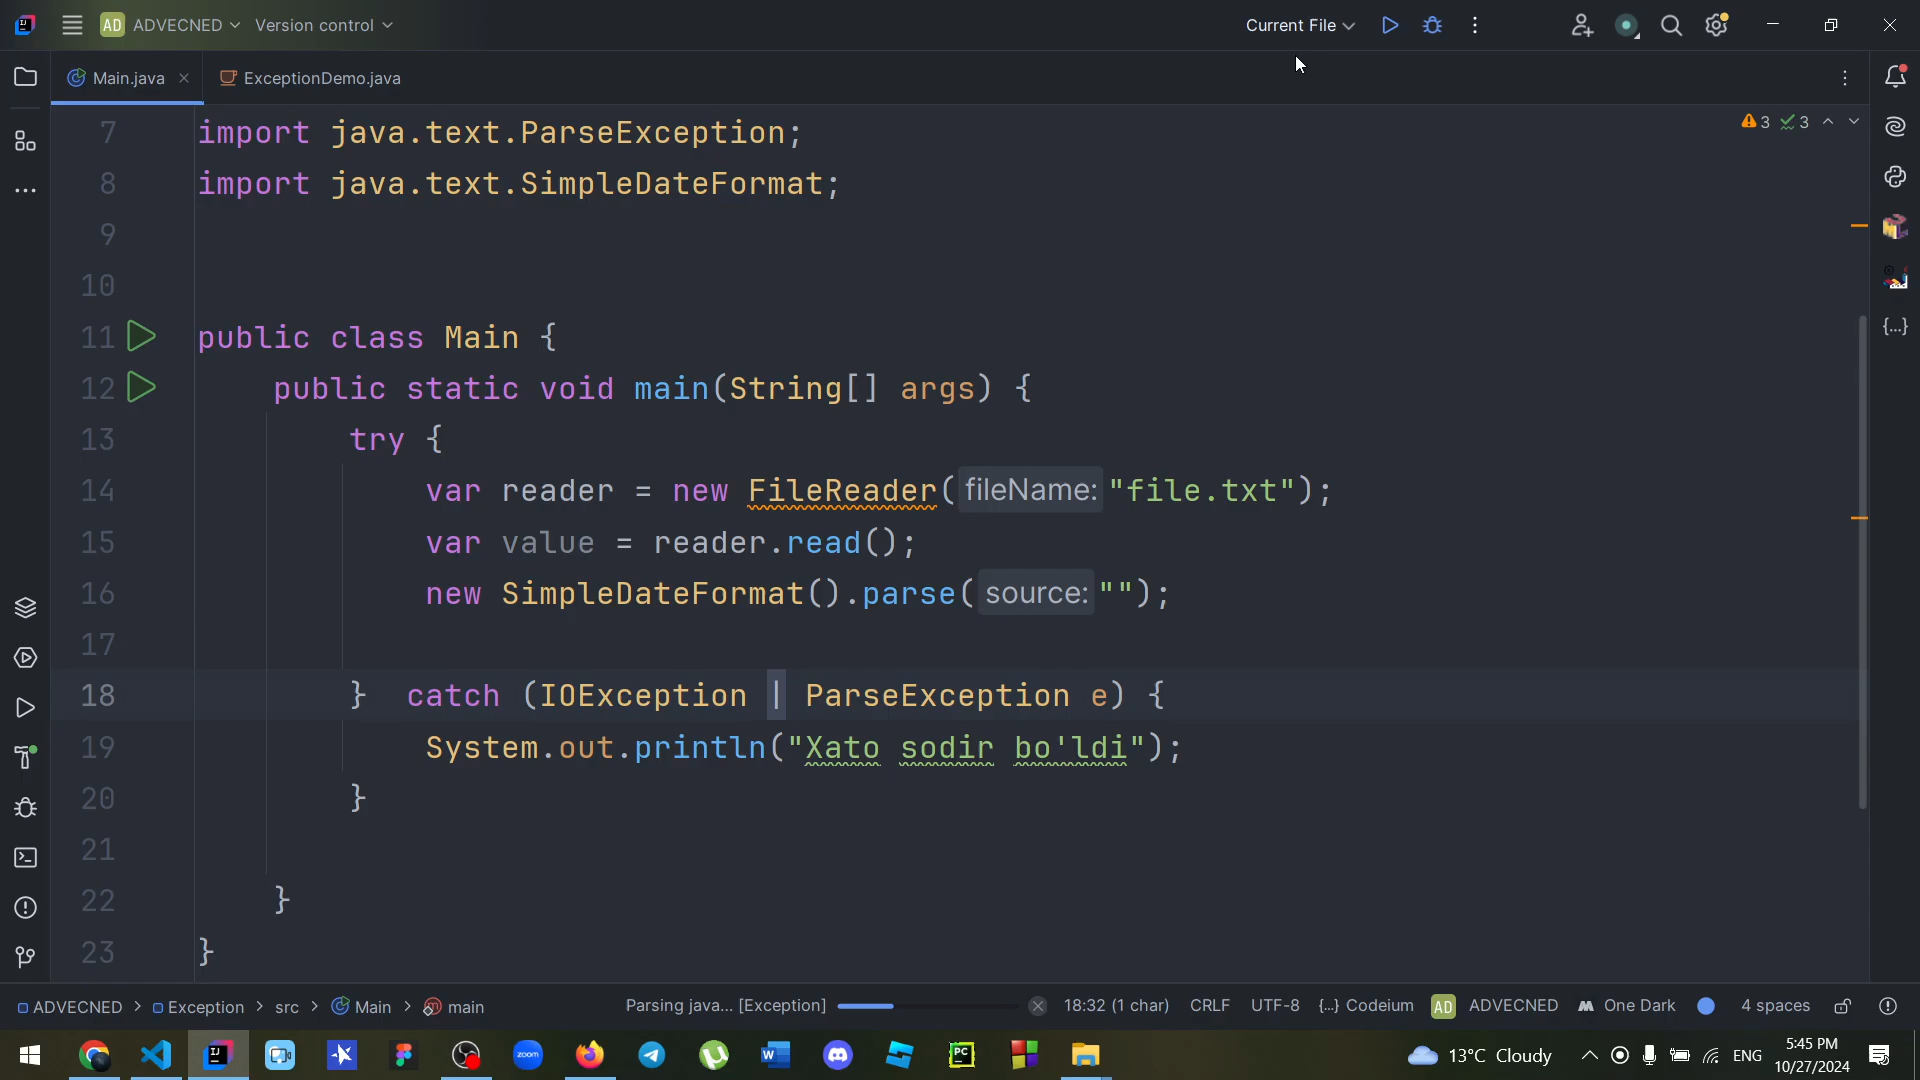 AD ADVECNED Version control Current File
Main.java ExceptionDemo.java
3 3
7 import java.text.ParseException;
8 import java.text.SimpleDateFormat;
9
10
11 public class Main {
12 public static void main(String[] args) {
13 try {
14 var reader = new FileReader( fileName: "file.txt");
15 var value = reader.read();
16 new SimpleDateFormat().parse( source: "");
17
18 } catch (IOException | ParseException e) {
19 System.out.println("Xato sodir bo'ldi");
20 }
21
22 }
23 }
ADVECNED > Exception > src > Main > main Parsing java... [Exception] 18:32 (1 char) CRLF UTF-8 {...} Codeium AD ADVECNED One Dark 4 spaces
zoom PC 13°C Cloudy ENG 5:45 PM
10/27/2024